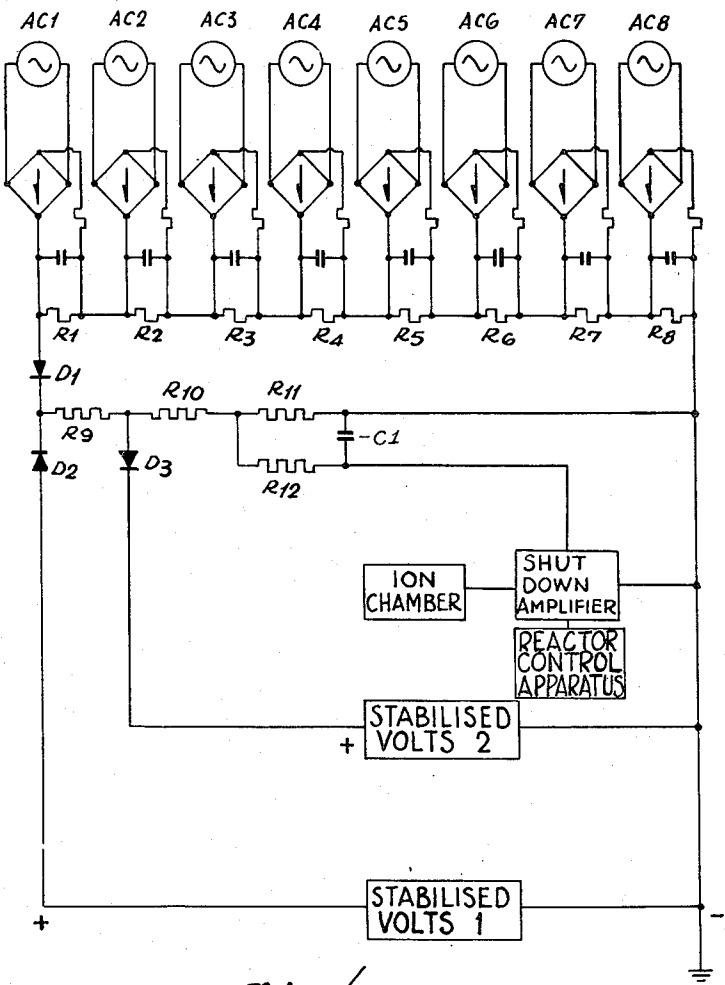 AC1 AC2 AC3 AC4 AC5 AC6 AC7 AC8
R1 R2 R3 R4 R5 R6 R7 R8
D1
R10 R11
R9
C1
D2 D3
R12
ION
CHAMBER
SHUT
DOWN
AMPLIFIER
REACTOR
CONTROL
APPARATUS
STABILISED
VOLTS 2
+
STABILISED
VOLTS 1
+ -